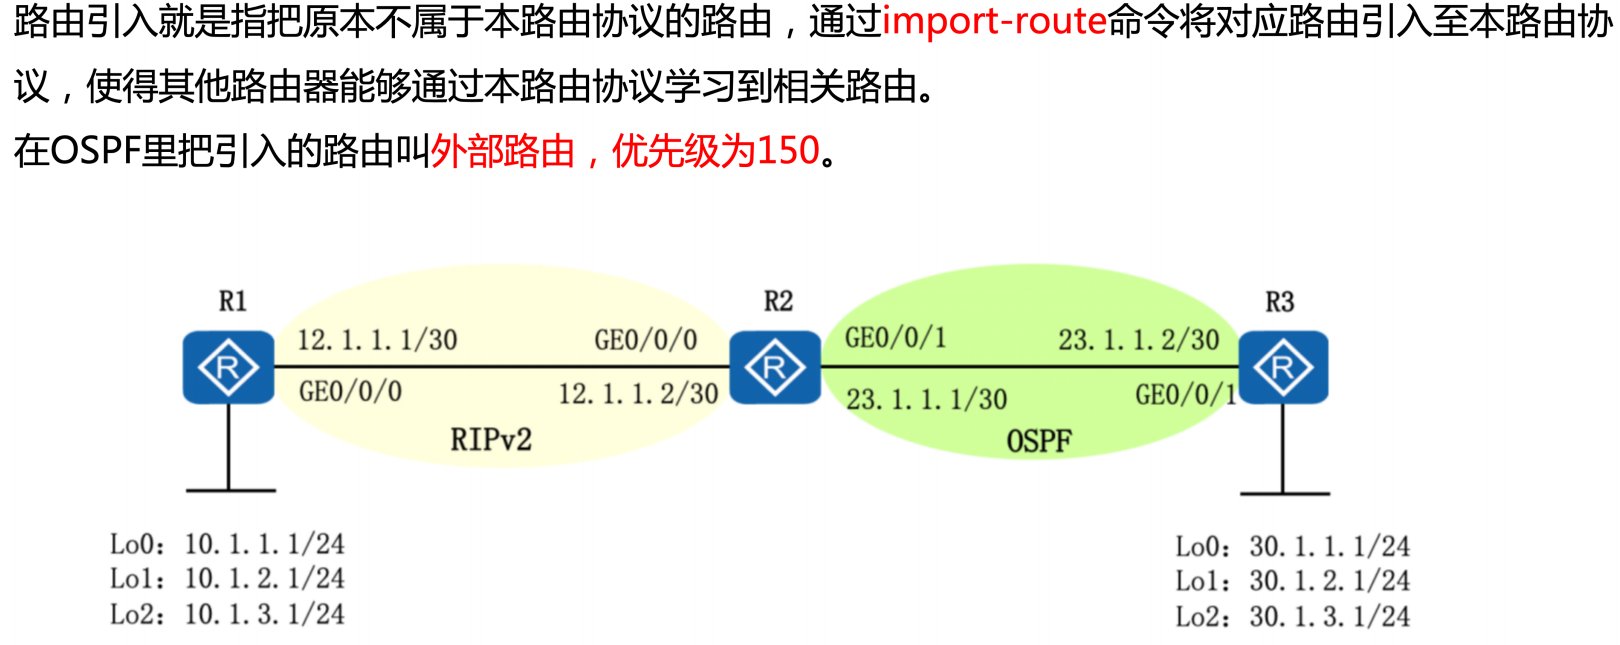 路由引入就是指把原本不属于本路由协议的路由，通过import-route命令将对应路由引入至本路由协
议，使得其他路由器能够通过本路由协议学习到相关路由。
在OSPF里把引入的路由叫外部路由，优先级为150。
R1
R2
R3
12.1.1.1/30
GE0/0/0
GE0/0/1
23.1.1.2/30
R
R
R
GE0/0/0
12.1.1.2/30
23.1.1.1/30
GE0/0/1
RIPv2
OSPF
Lo0: 10.1.1.1/24
Lo1: 10.1.2.1/24
Lo2: 10.1.3.1/24
Lo0: 30.1.1.1/24
Lo1: 30.1.2.1/24
Lo2: 30.1.3.1/24